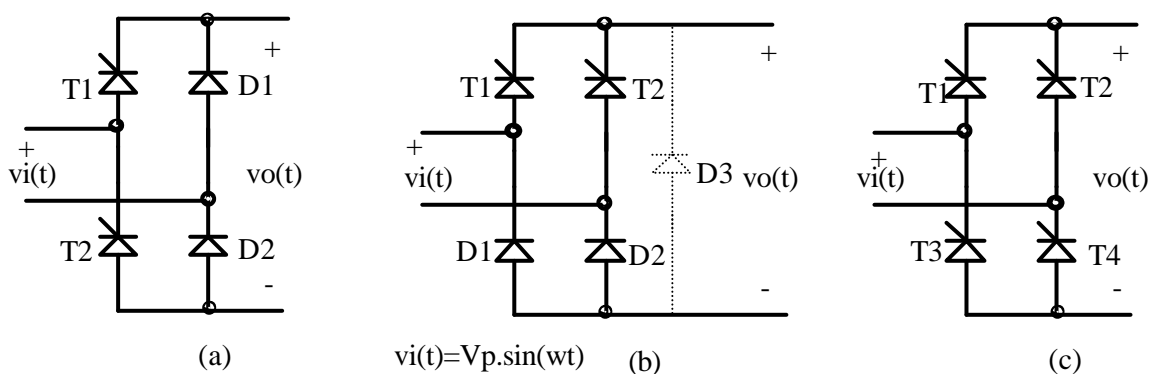 +
T1
D1
+
vi(t)
vo(t)
T2
D2
-
(a)
+
T1
T2
+
vi(t)
D3
vo(t)
D1
D2
-
vi(t)=Vp.sin(wt)
(b)
+
T1
T2
+
vi(t)
vo(t)
T3
T4
-
(c)